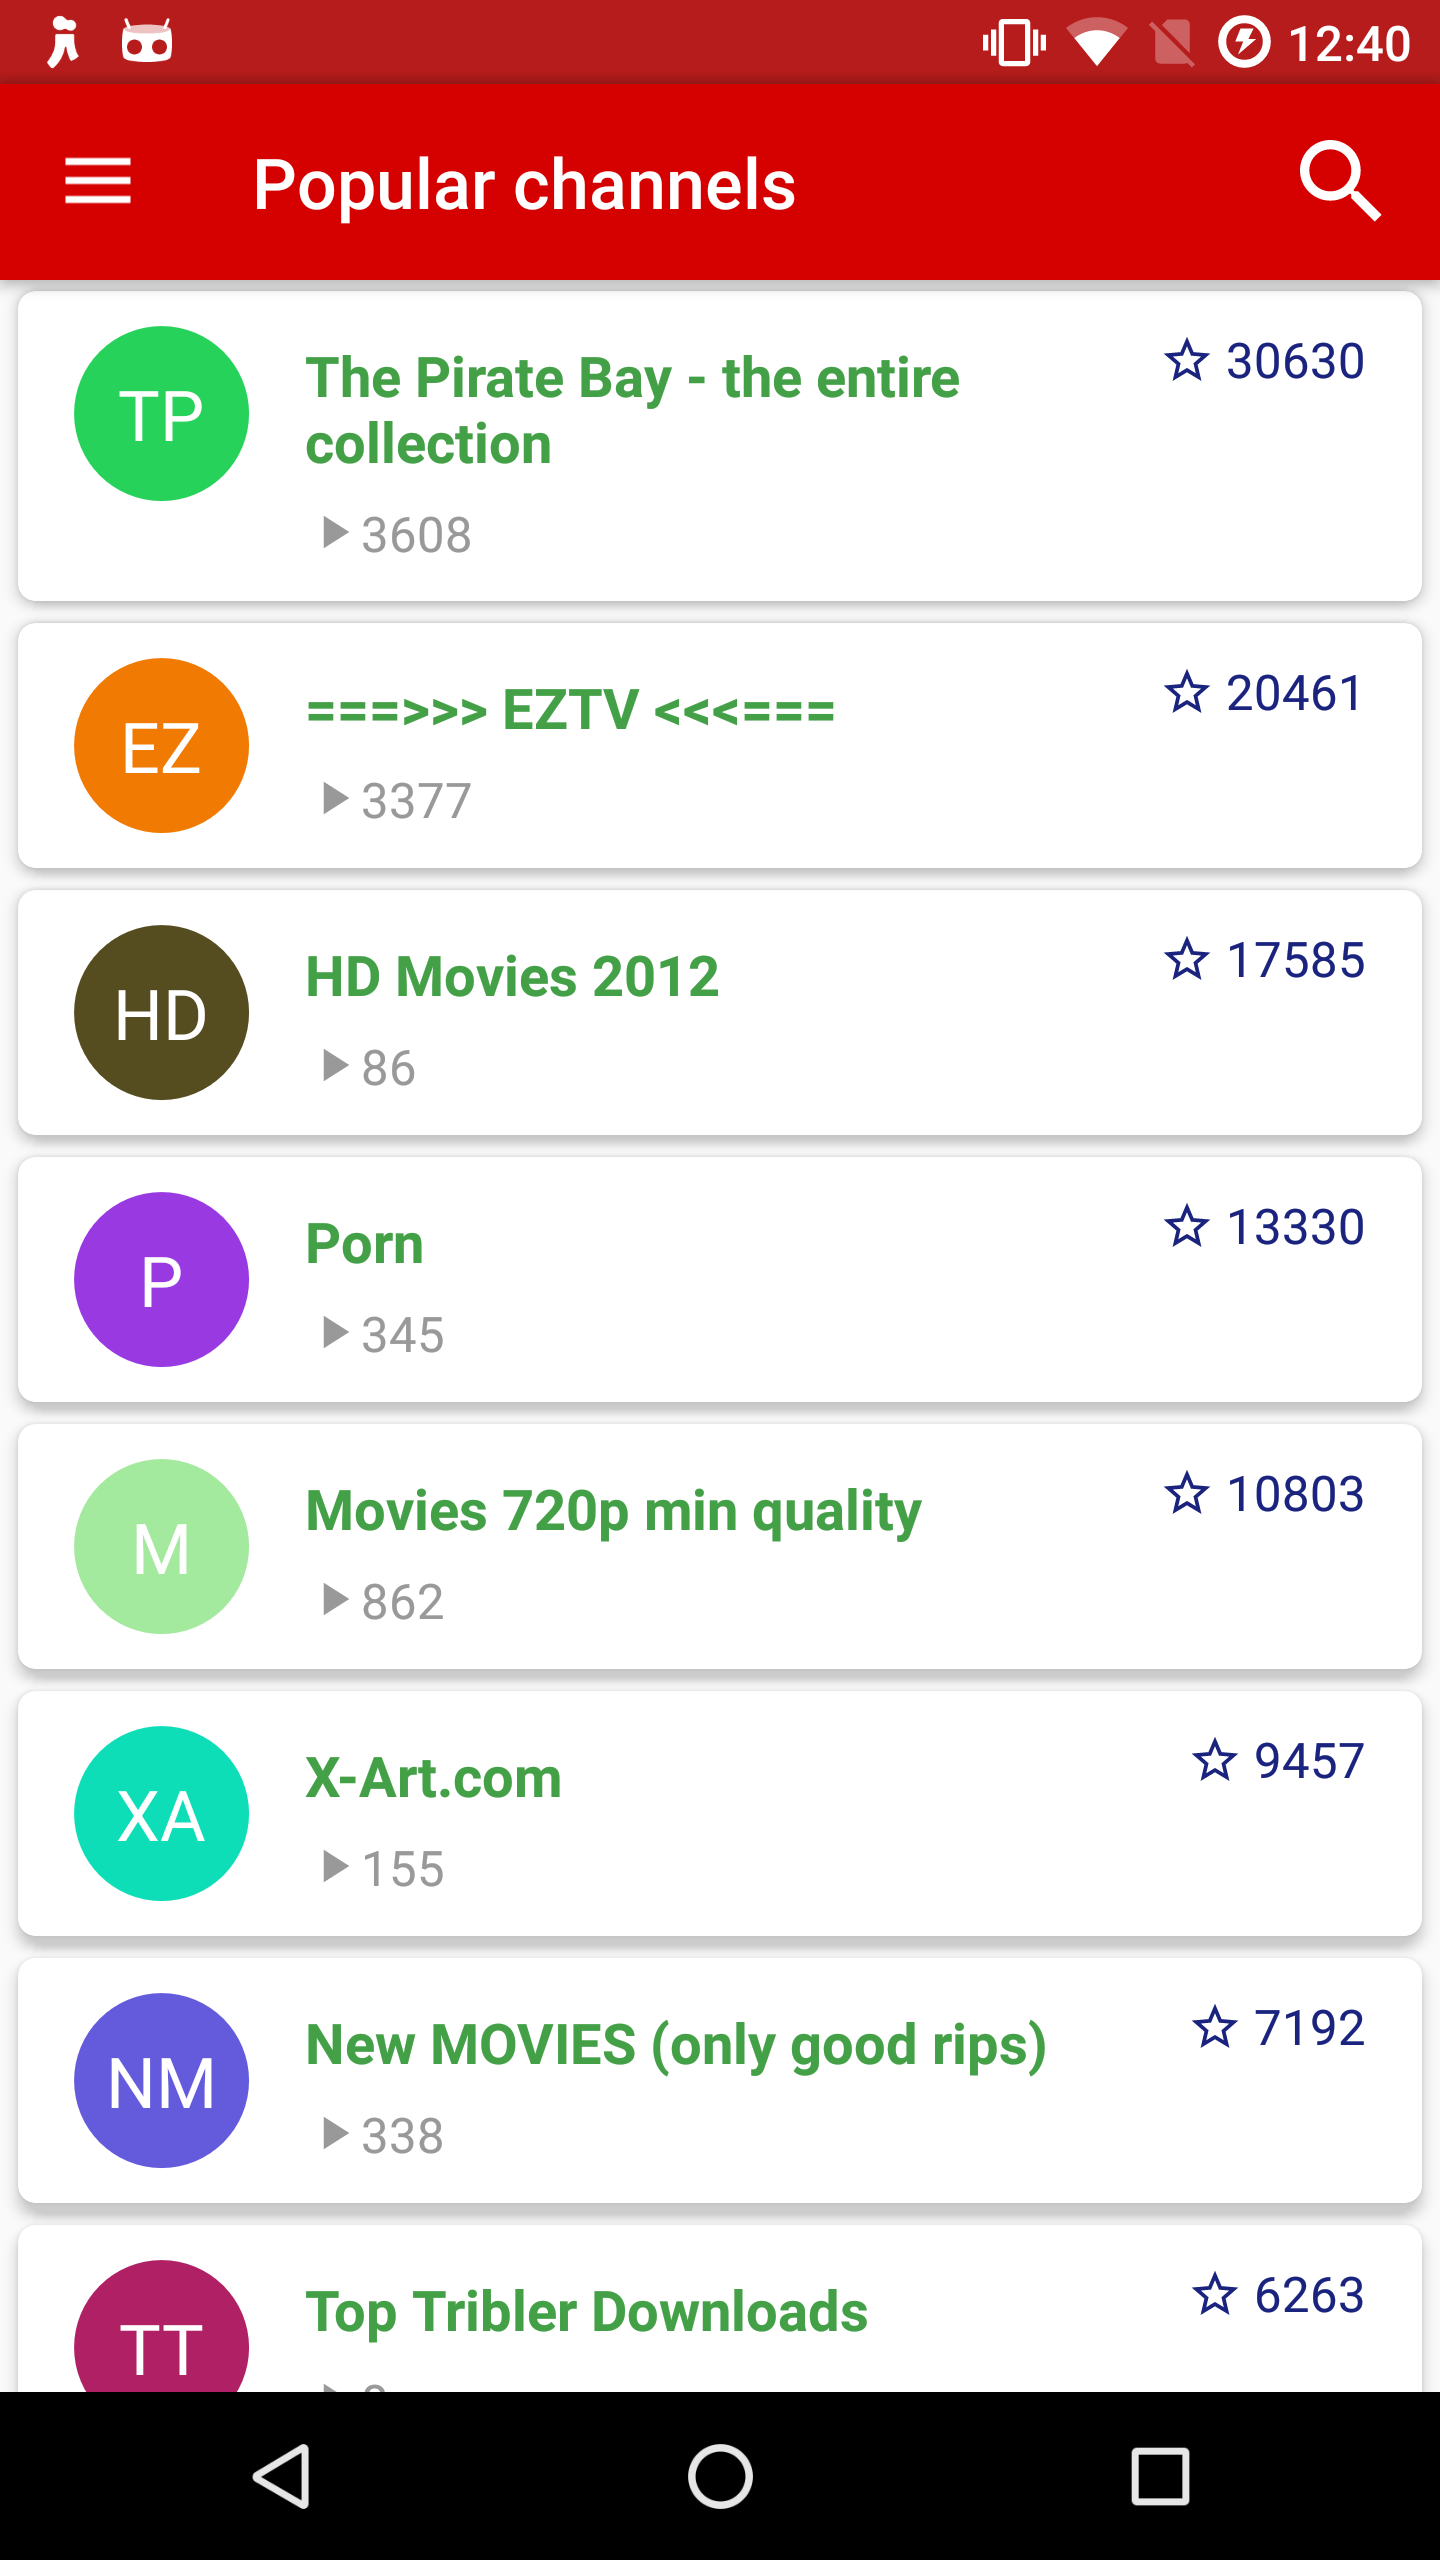 12:40
Popular channels
TP
The Pirate Bay - the entire
collection
30630
3608
EZ
===>>> EZTV <<<===
20461
3377
HD
HD Movies 2012
17585
86
P
Porn
13330
345
M
Movies 720p min quality
10803
862
XA
X-Art.com
9457
155
NM
New MOVIES (only good rips)
7192
338
TT
Top Tribler Downloads
6263